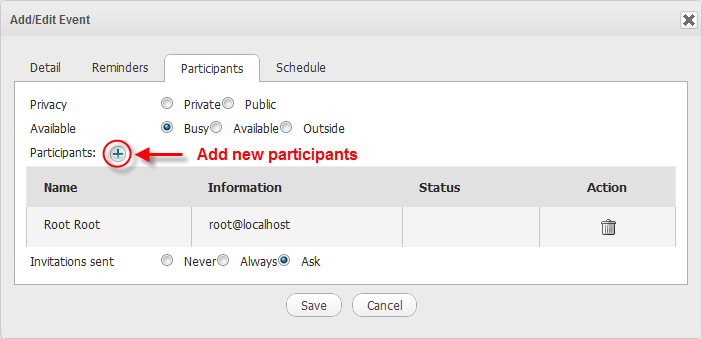 Add/Edit Event
Detail Reminders Participants Schedule
Privacy Private Public
Available Busy Available Outside
Participants: Add new participants
Name Information Status Action
Root Root root@localhost
Invitations sent Never Always Ask
Save Cancel